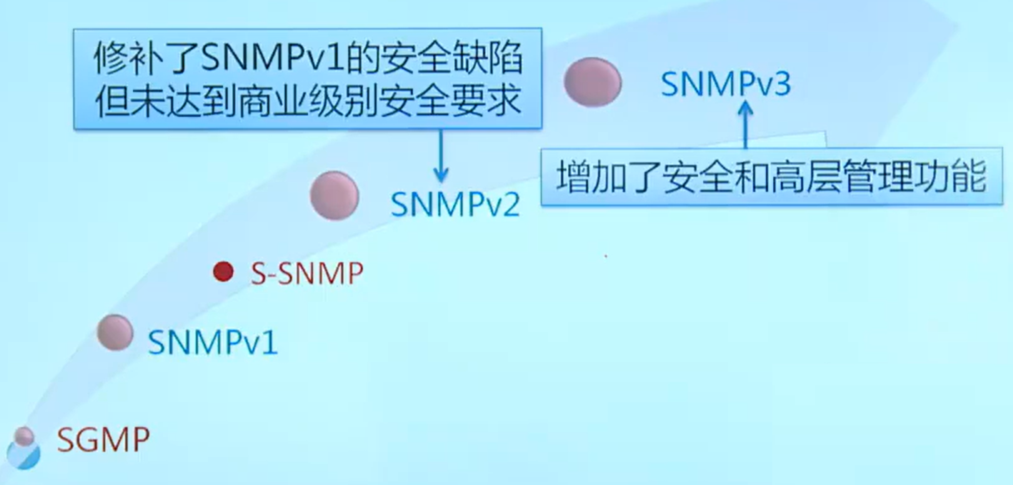 修补了SNMPv1的安全缺陷
但未达到商业级别安全要求
SNMPv3
增加了安全和高层管理功能
SNMPv2
S-SNMP
SNMPv1
SGMP